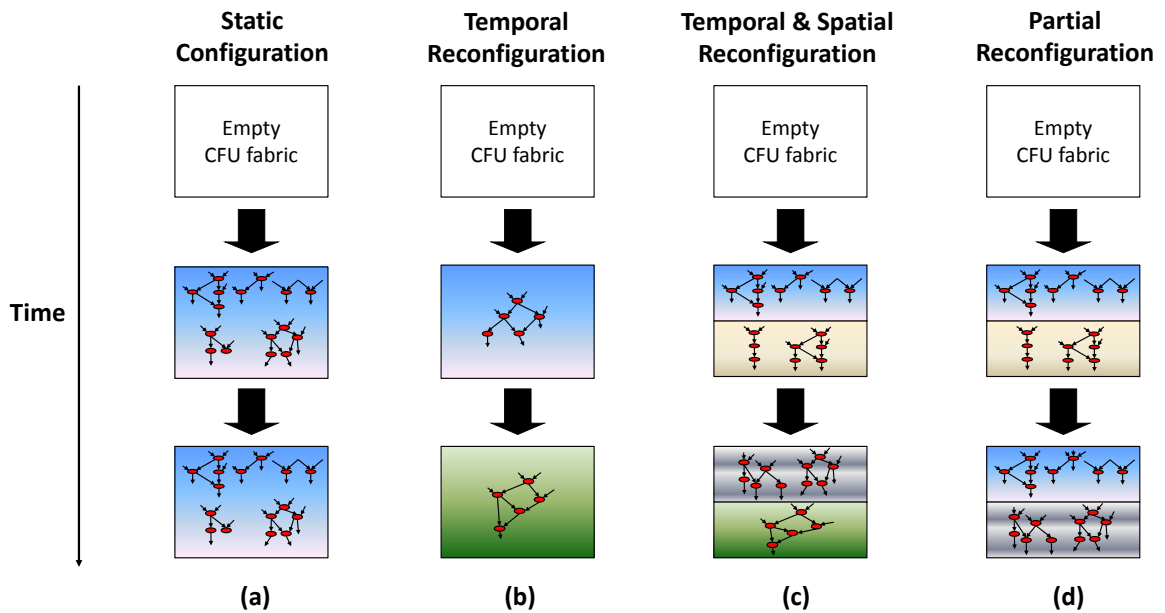 Static
Configuration
Temporal
Reconfiguration
Temporal & Spatial
Reconfiguration
Partial
Reconfiguration
Empty
CFU fabric
Empty
CFU fabric
Empty
CFU fabric
Empty
CFU fabric
Time
(a)
(b)
(c)
(d)